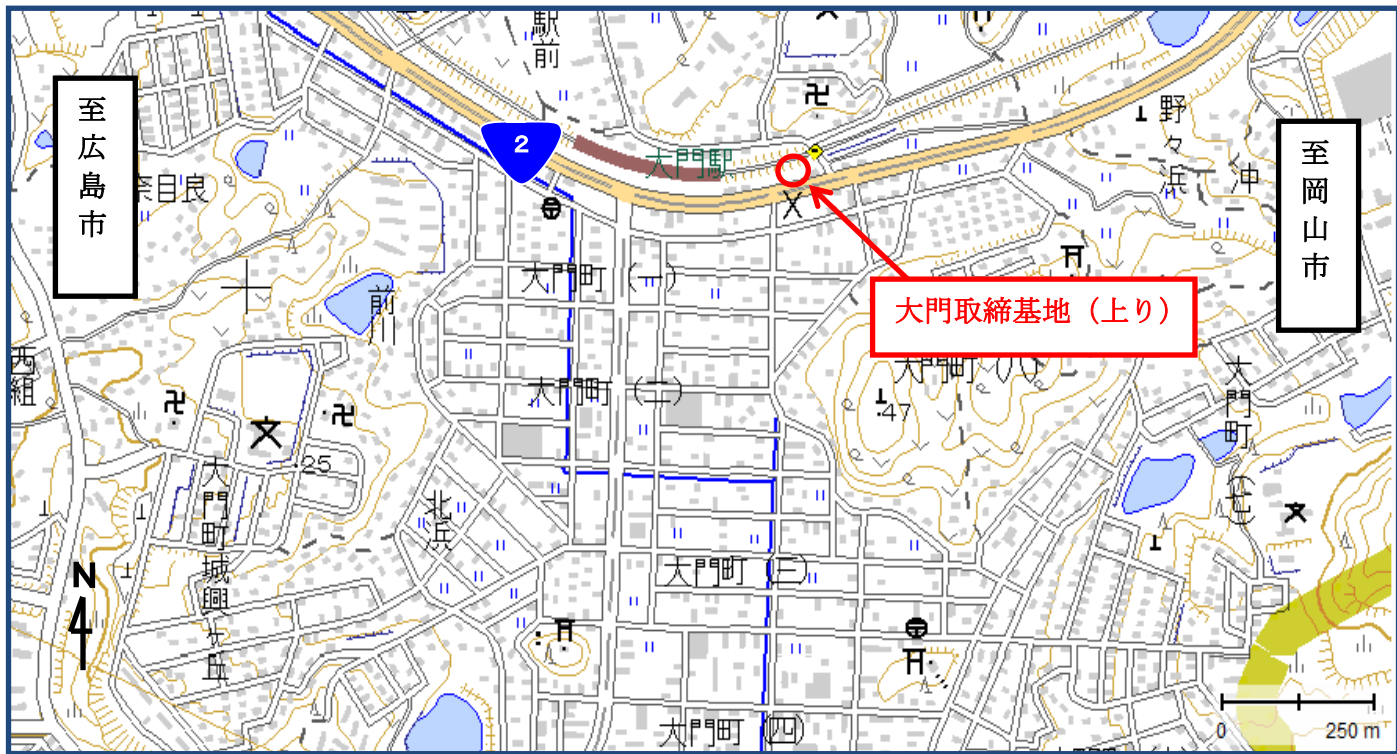 駅前
至広島市
2
大門駅
野々浜
沖
至岡山市
奈目良
大門町(一)
前川
大門取締基地(上り)
西組
大門町(二)
大門町(八)
47
大門町(七)
25
大門町城興ヶ丘
北浜
大門町(三)
N
大門町(四)
0
250 m